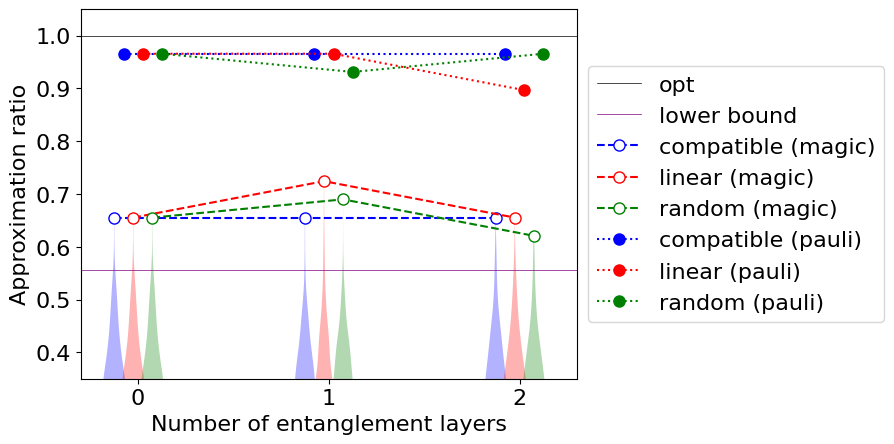 Approximation ratio
1.0
0.9
0.8
0.7
0.6
0.5
0.4
0
1
2
Number of entanglement layers
opt
lower bound
compatible (magic)
linear (magic)
random (magic)
compatible (pauli)
linear (pauli)
random (pauli)